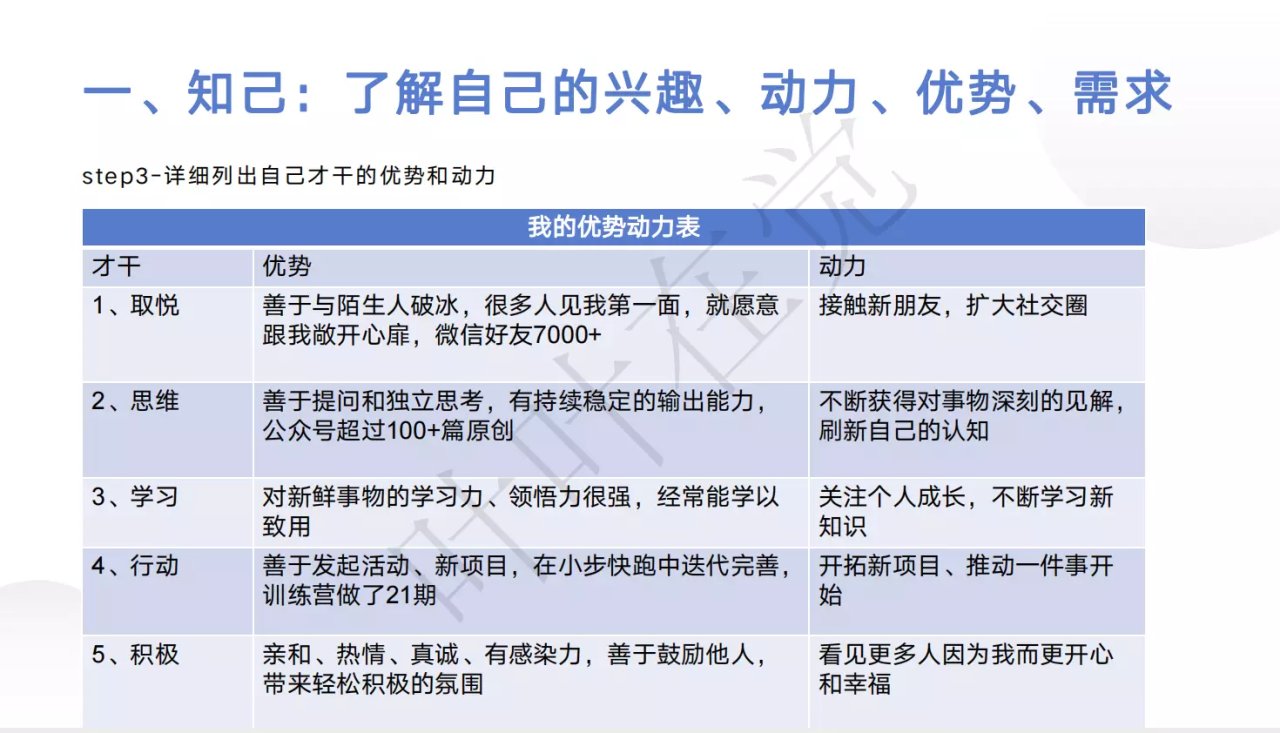 一、知己：了解自己的兴趣、动力、优势、需求
step3-详细列出自己才干的优势和动力
我的优势动力表
才干
优势
动力
1、取悦
善于与陌生人破冰，很多人见我第一面，就愿意
跟我敞开心扉，微信好友7000+
接触新朋友，扩大社交圈
2、思维
善于提问和独立思考，有持续稳定的输出能力，
公众号超过100+篇原创
不断获得对事物深刻的见解，
刷新自己的认知
3、学习
对新鲜事物的学习力、领悟力很强，经常能学以
致用
关注个人成长，不断学习新
知识
4、行动
善于发起活动、新项目，在小步快跑中迭代完善，
训练营做了21期
开拓新项目、推动一件事开
始
5、积极
亲和、热情、真诚、有感染力，善于鼓励他人，
带来轻松积极的氛围
看见更多人因为我而更开心
和幸福
叶叶在觉